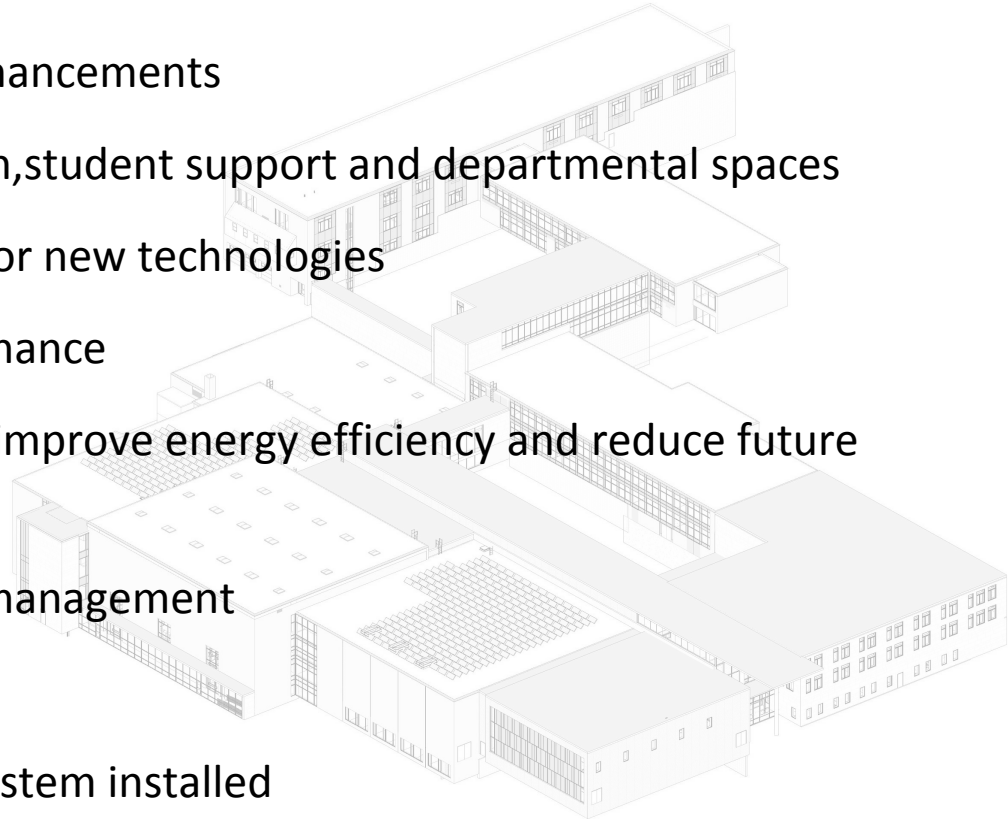 hancements
n,student support and departmental spaces
or new technologies
nance
improve energy efficiency and reduce future
management
stem installed